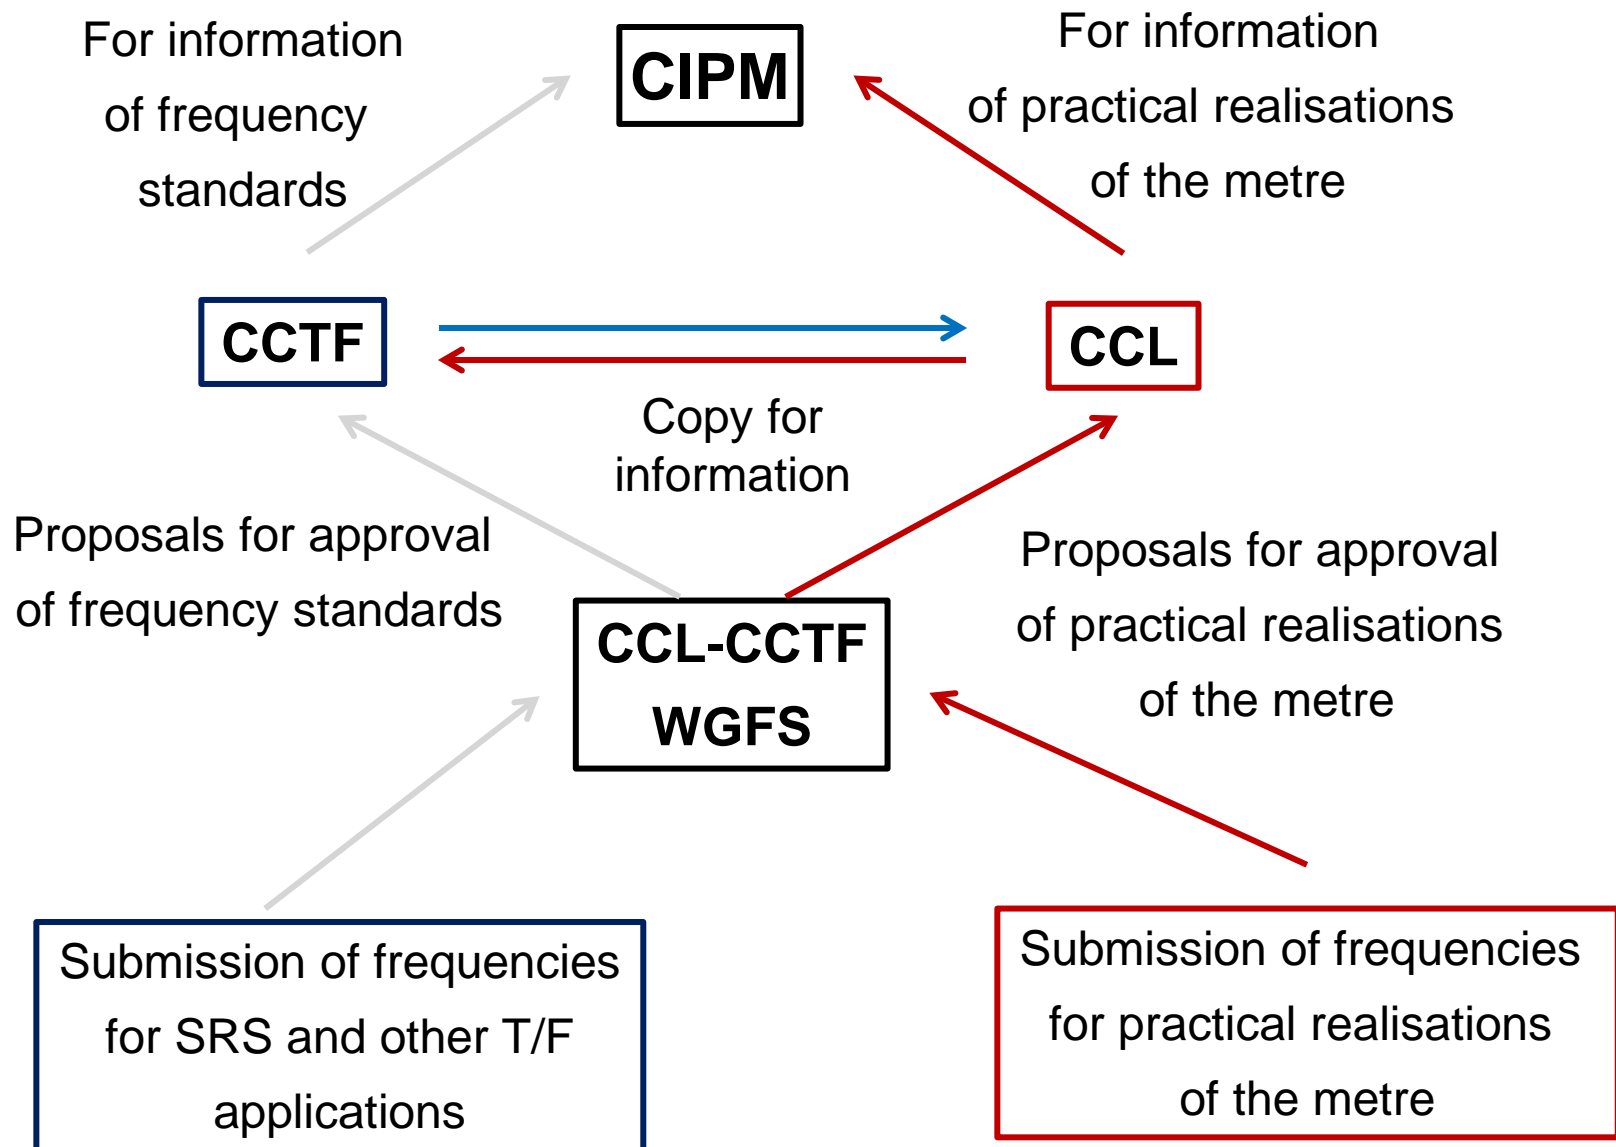 For information
of frequency
standards
CIPM
For information
of practical realisations
of the metre
CCTF
CCL
Copy for
information
Proposals for approval
of frequency standards
Proposals for approval
of practical realisations
of the metre
CCL-CCTF
WGFS
Submission of frequencies
for SRS and other T/F
applications
Submission of frequencies
for practical realisations
of the metre